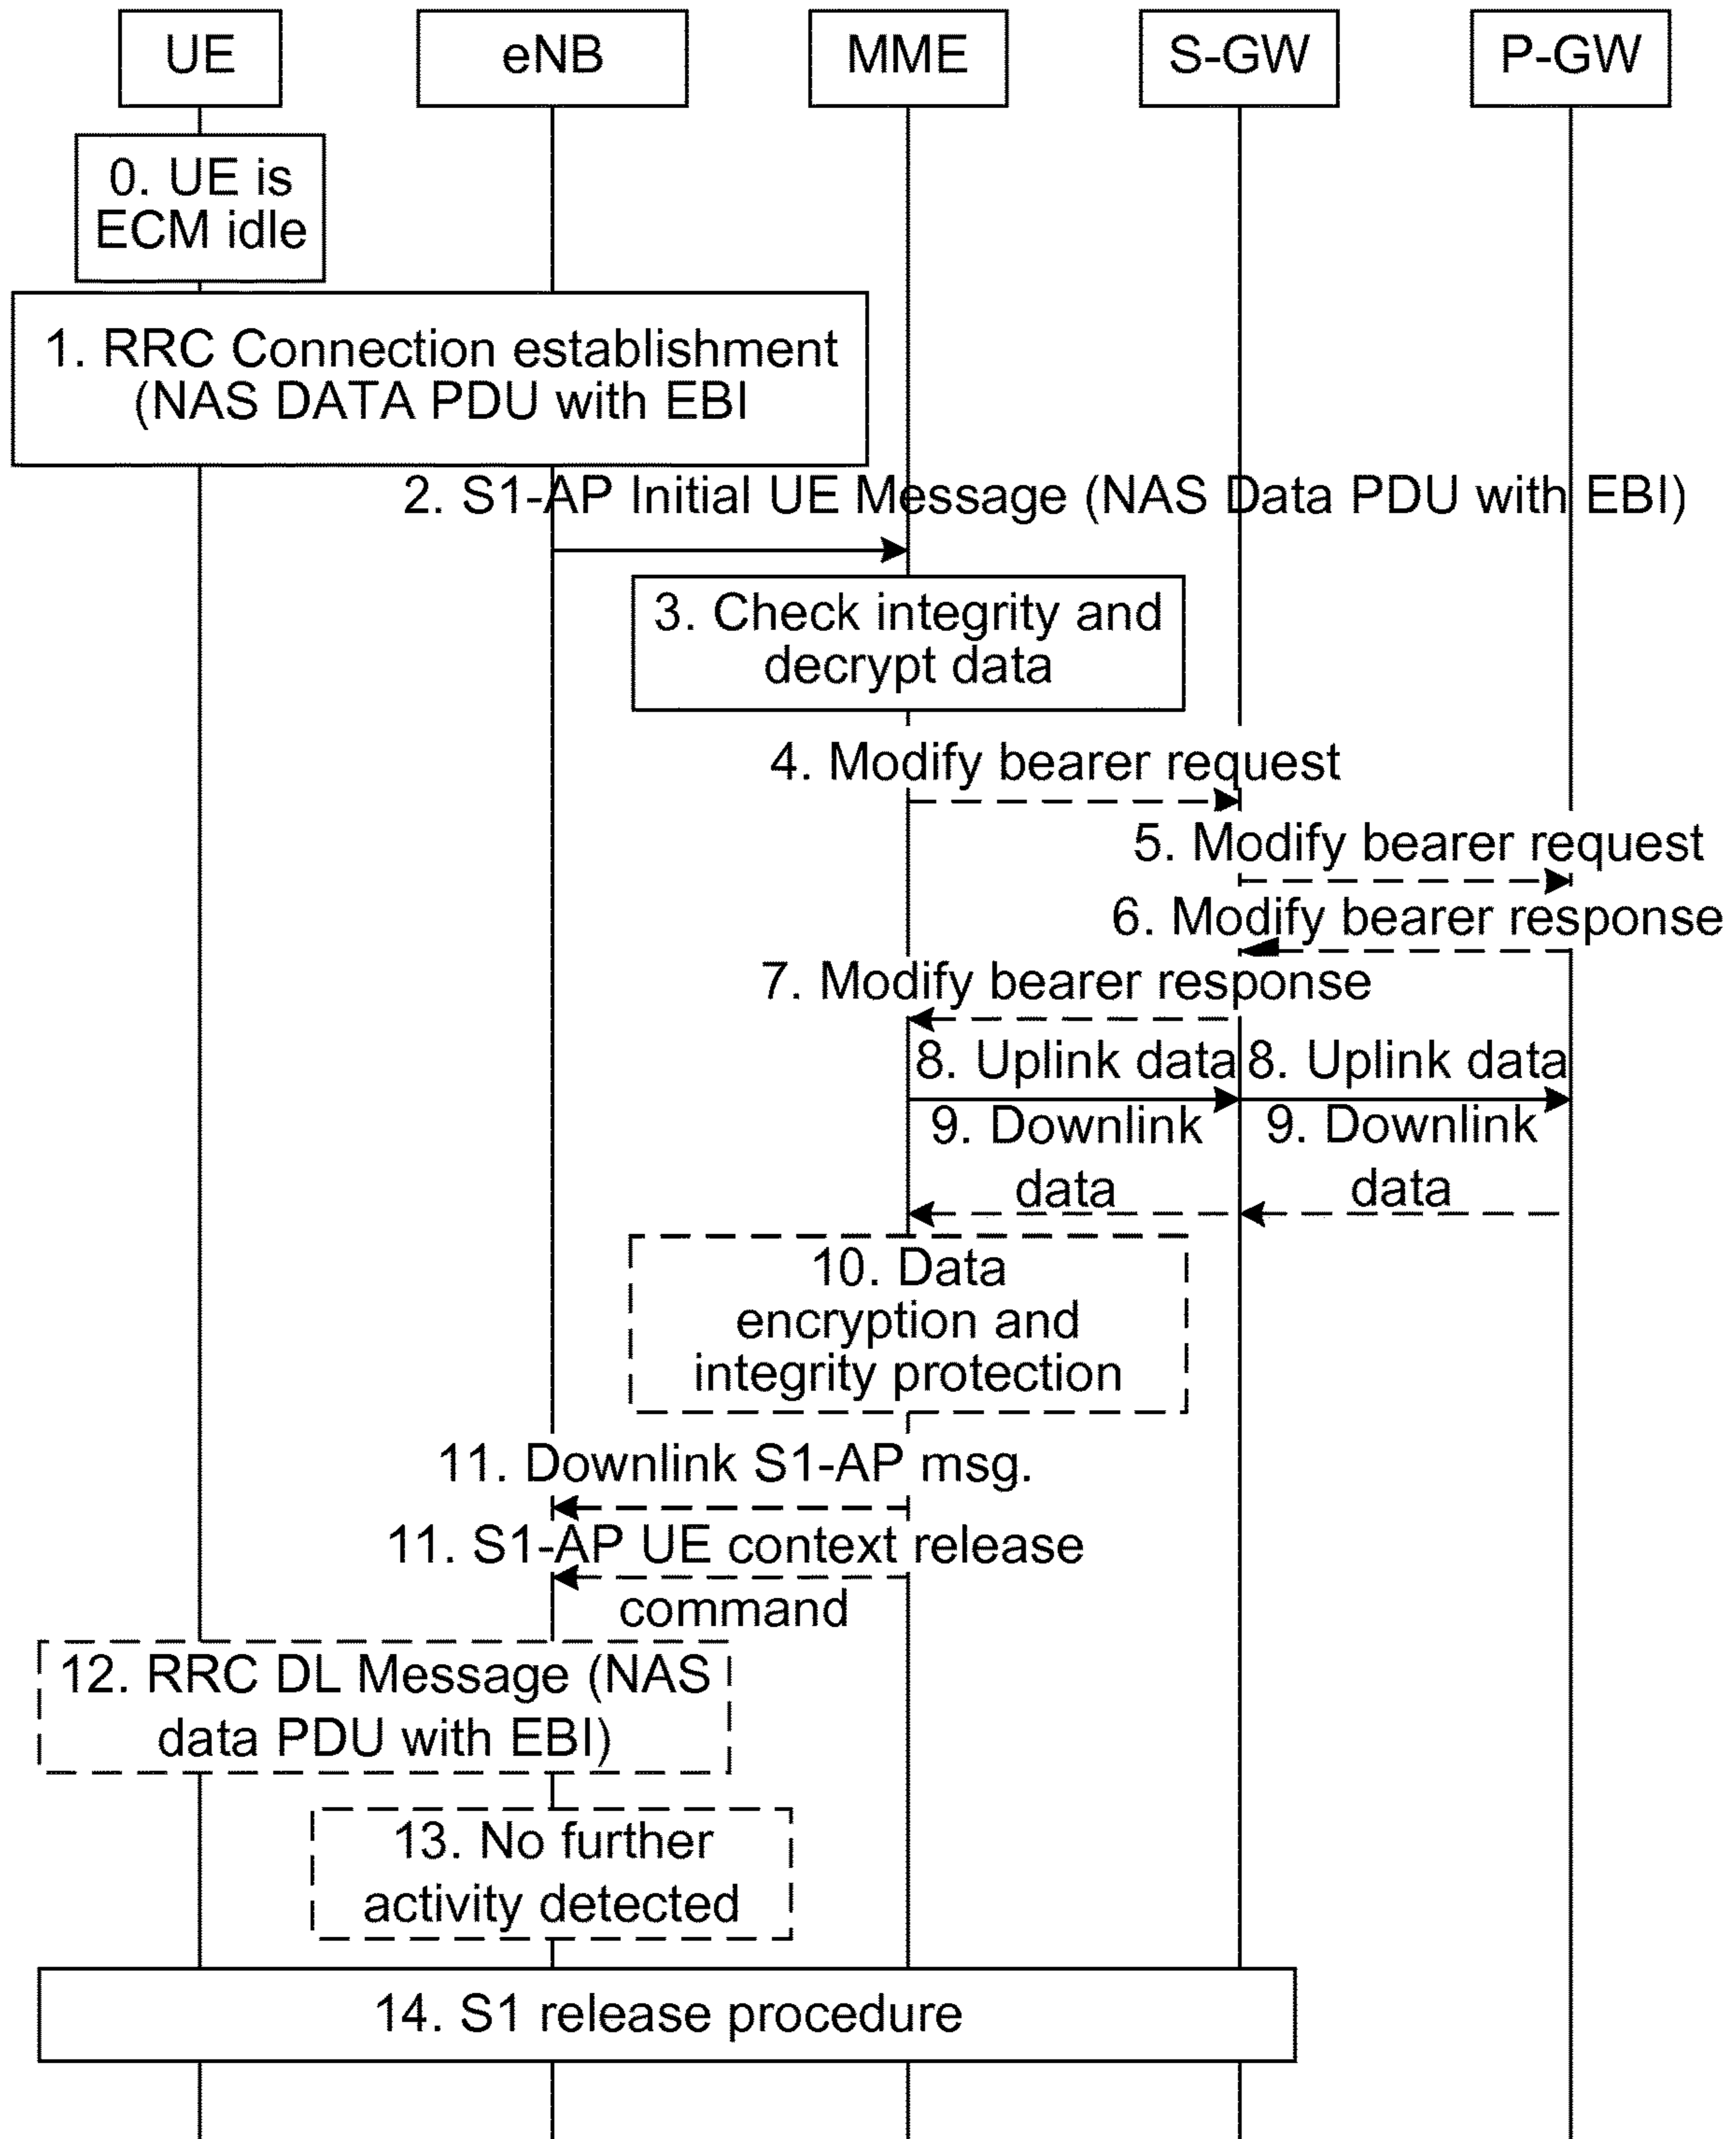 UE
eNB
MME
S-GW
P-GW
0. UE is
ECM idle
1. RRC Connection establishment
(NAS DATA PDU with EBI
2. S1-AP Initial UE Message (NAS Data PDU with EBI)
3. Check integrity and
decrypt data
4. Modify bearer request
5. Modify bearer request
6. Modify bearer response
7. Modify bearer response
8. Uplink data
8. Uplink data
9. Downlink
data
9. Downlink
data
10. Data
encryption and
integrity protection
11. Downlink S1-AP msg.
11. S1-AP UE context release
command
12. RRC DL Message (NAS
data PDU with EBI)
13. No further
activity detected
14. S1 release procedure